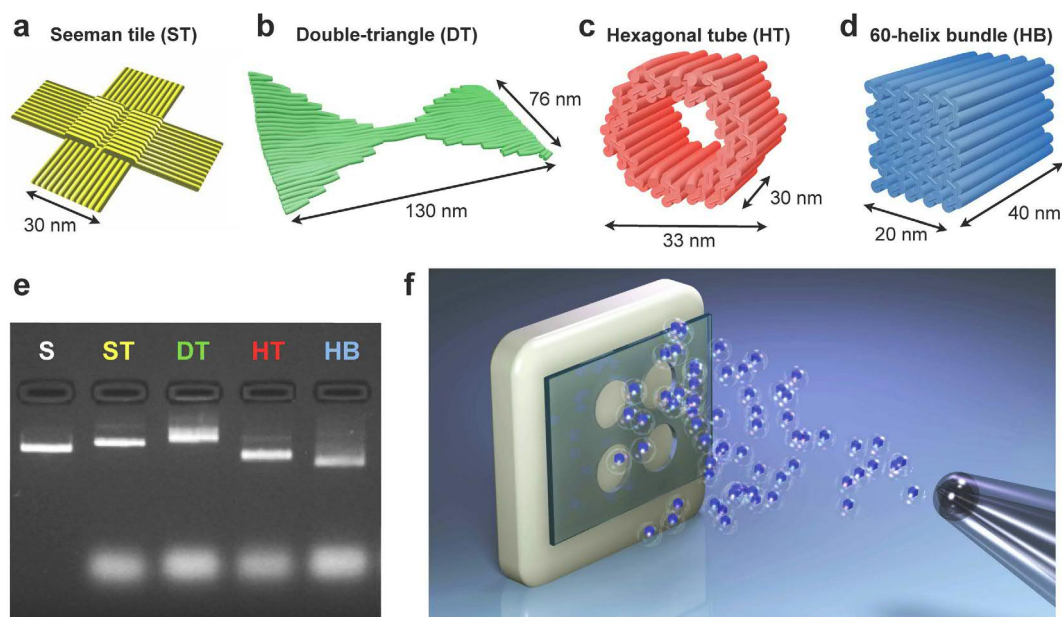 a Seeman tile (ST)
30 nm
b Double-triangle (DT)
76 nm
130 nm
c Hexagonal tube (HT)
30 nm
33 nm
d 60-helix bundle (HB)
20 nm
40 nm
e
S ST DT HT HB
f